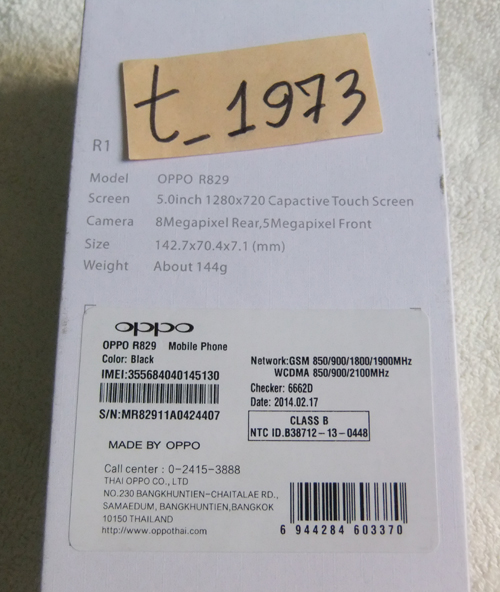 t_1973
R1
Model OPPO R829
Screen 5.0inch 1280x720 Capactive Touch Screen
Camera 8Megapixel Rear,5Megapixel Front
Size 142.7x70.4x7.1 (mm)
Weight About 144g
oppo
OPPO R829 Mobile Phone
Color: Black
IMEI:355684040145130
S/N:MR82911A0424407
Network:GSM 850/900/1800/1900MHz
WCDMA 850/900/2100MHz
Checker: 6662D
Date: 2014.02.17
CLASS B
NTC ID.B38712-13-0448
MADE BY OPPO
Call center : 0-2415-3888
THAI OPPO CO., LTD
NO.230 BANGKHUNTIEN-CHAITALAE RD.,
SAMAEDUM, BANGKHUNTIEN,BANGKOK
10150 THAILAND
http://www.oppothai.com
6 944284 603370